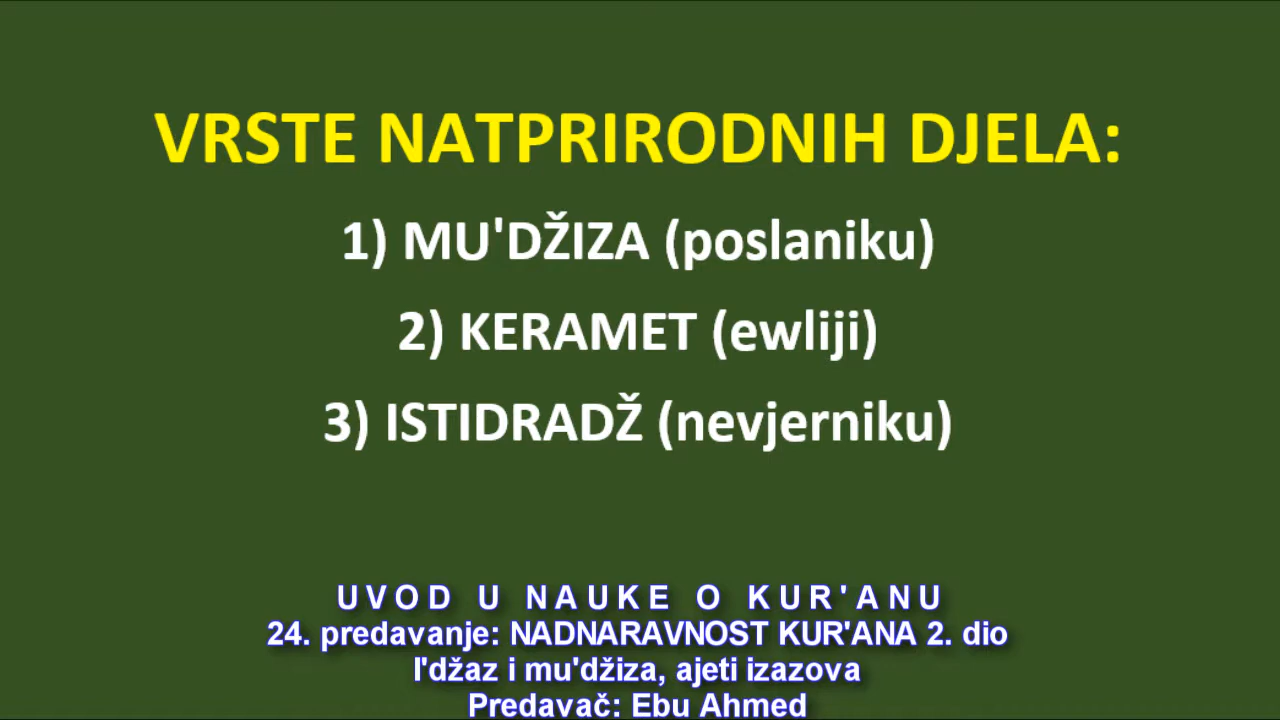 VRSTE NATPRIRODNIH DJELA:
1) MU'DŽIZA (poslaniku)
2) KERAMET (ewliji)
3) ISTIDRADŽ (nevjerniku)
UVOD U NAUKE O KUR'ANU
24. predavanje: NADNARAVNOST KUR'ANA 2. dio
I'džaz i mu'džiza, ajeti izazova
Predavač: Ebu Ahmed